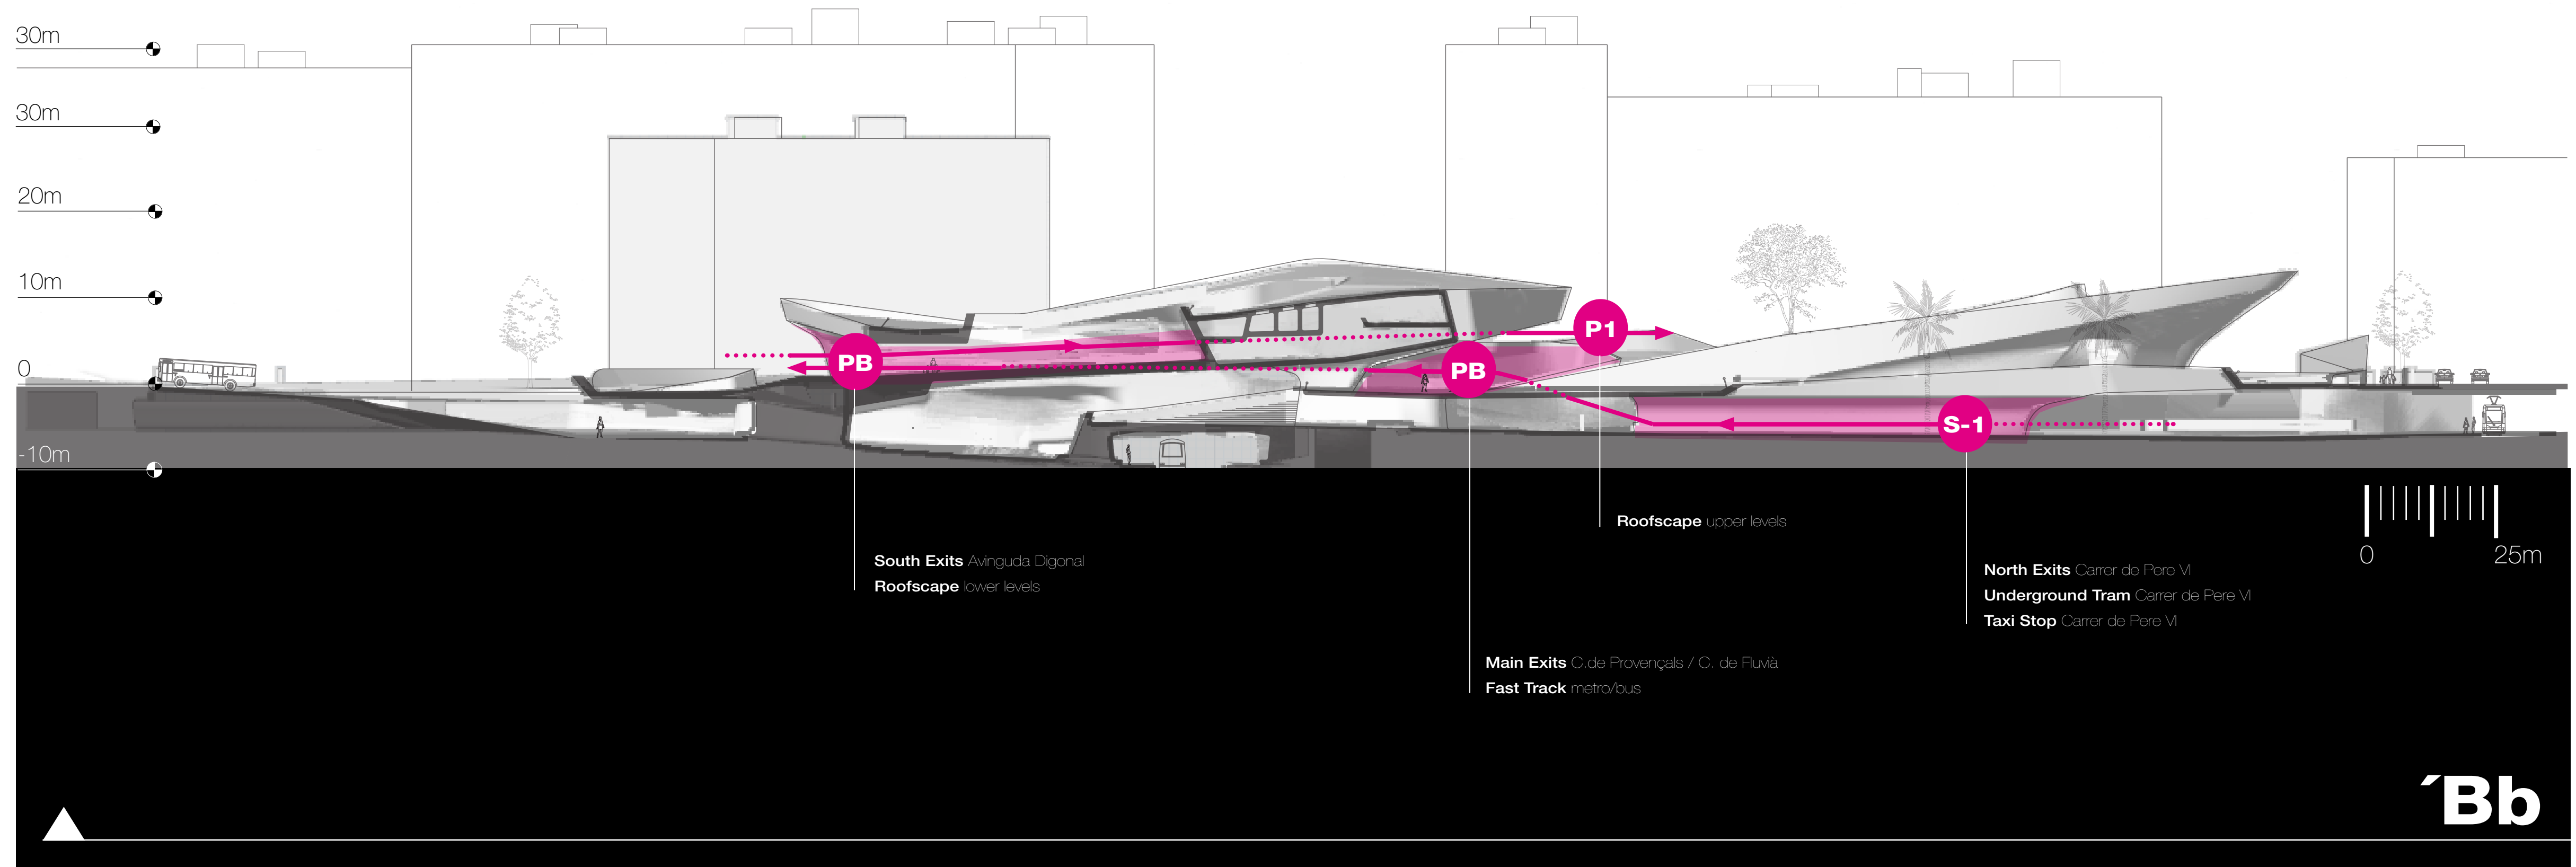 30m
30m
20m
10m
0
-10m
PB
PB
P1
S-1
South Exits Avinguda Digonal
Roofscape lower levels
Main Exits C.de Provençals / C. de Fluvià
Fast Track metro/bus
Roofscape upper levels
North Exits Carrer de Pere VI
Underground Tram Carrer de Pere VI
Taxi Stop Carrer de Pere VI
0 25m
´Bb